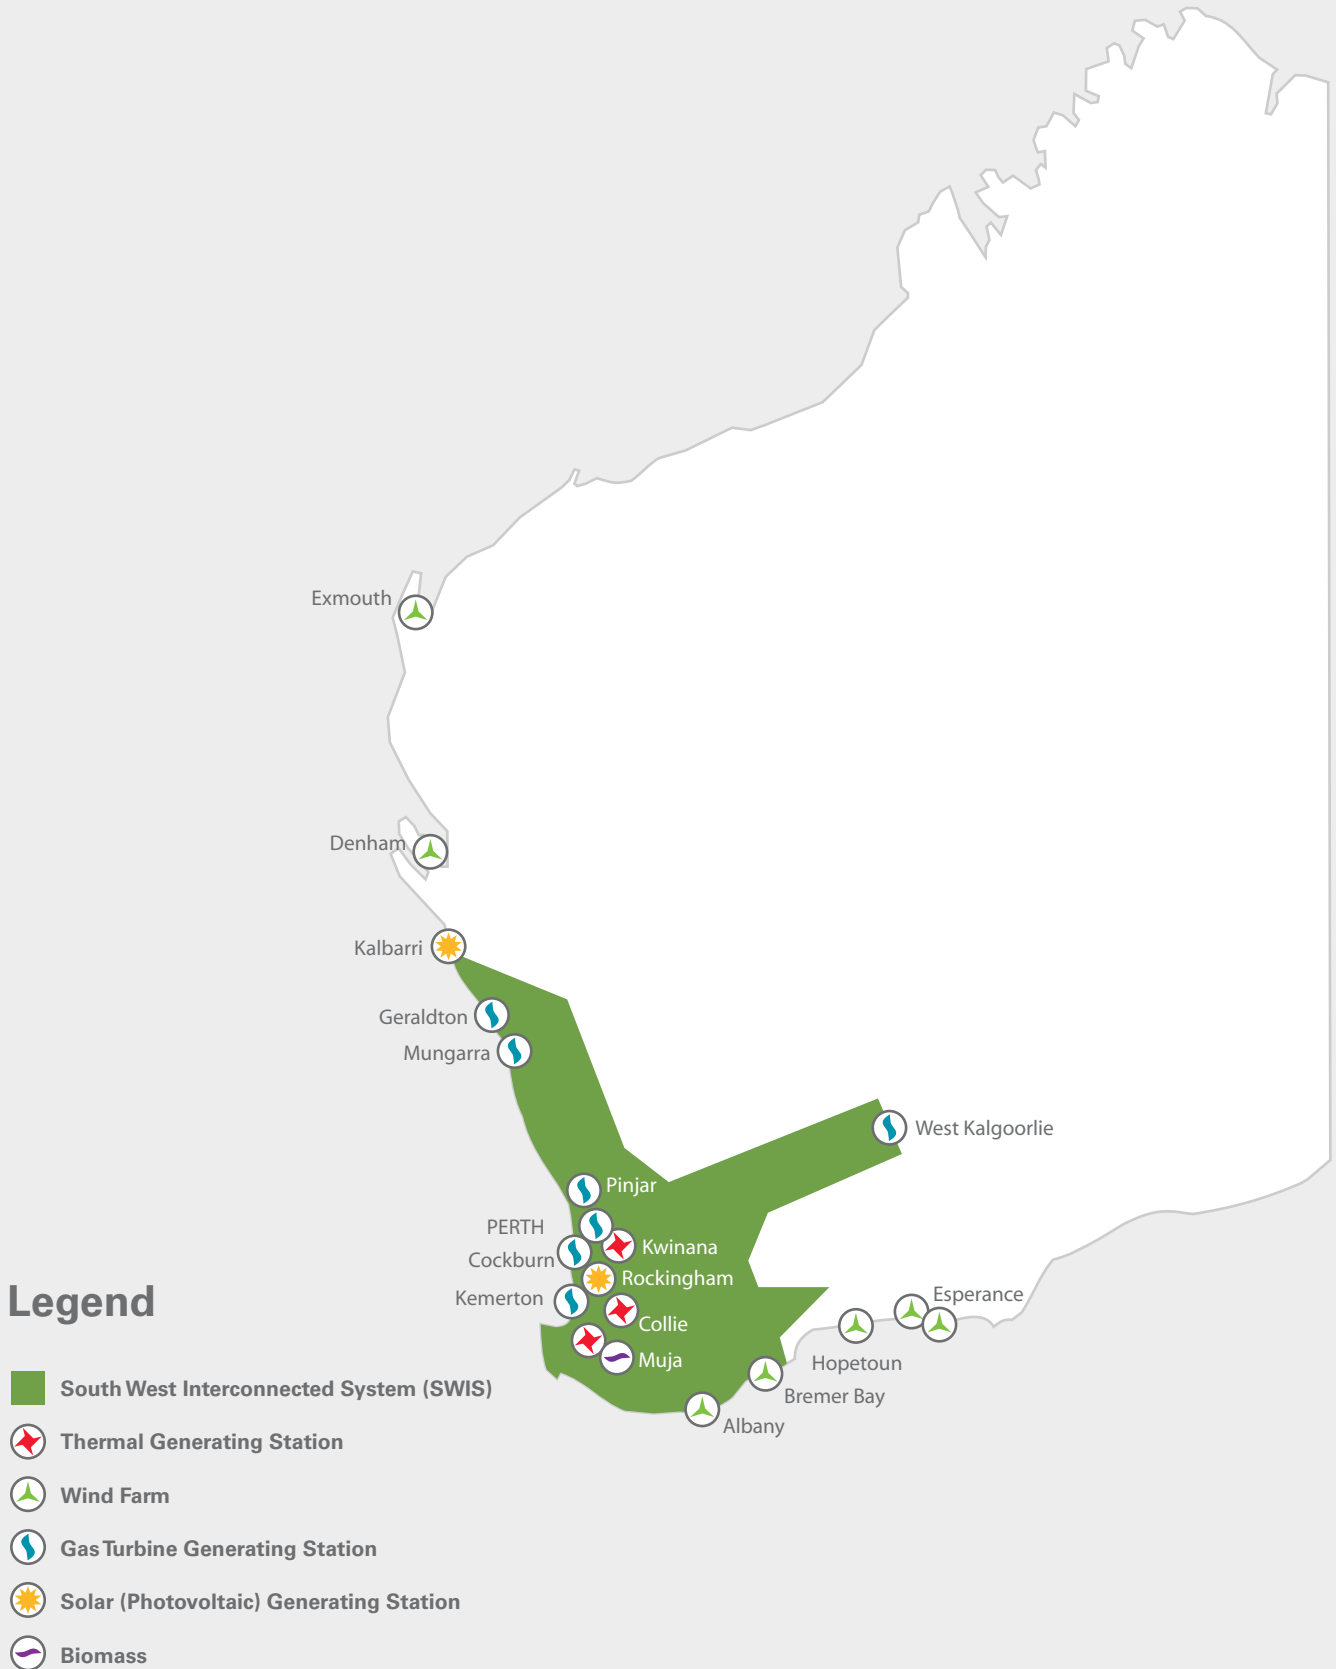 Exmouth
Denham
Kalbarri
Geraldton
Mungarra
West Kalgoorlie
Pinjar
PERTH
Kwinana
Cockburn
Rockingham
Kemerton
Esperance
Collie
Muja
Hopetoun
Bremer Bay
Albany
Legend
South West Interconnected System (SWIS)
Thermal Generating Station
Wind Farm
Gas Turbine Generating Station
Solar (Photovoltaic) Generating Station
Biomass